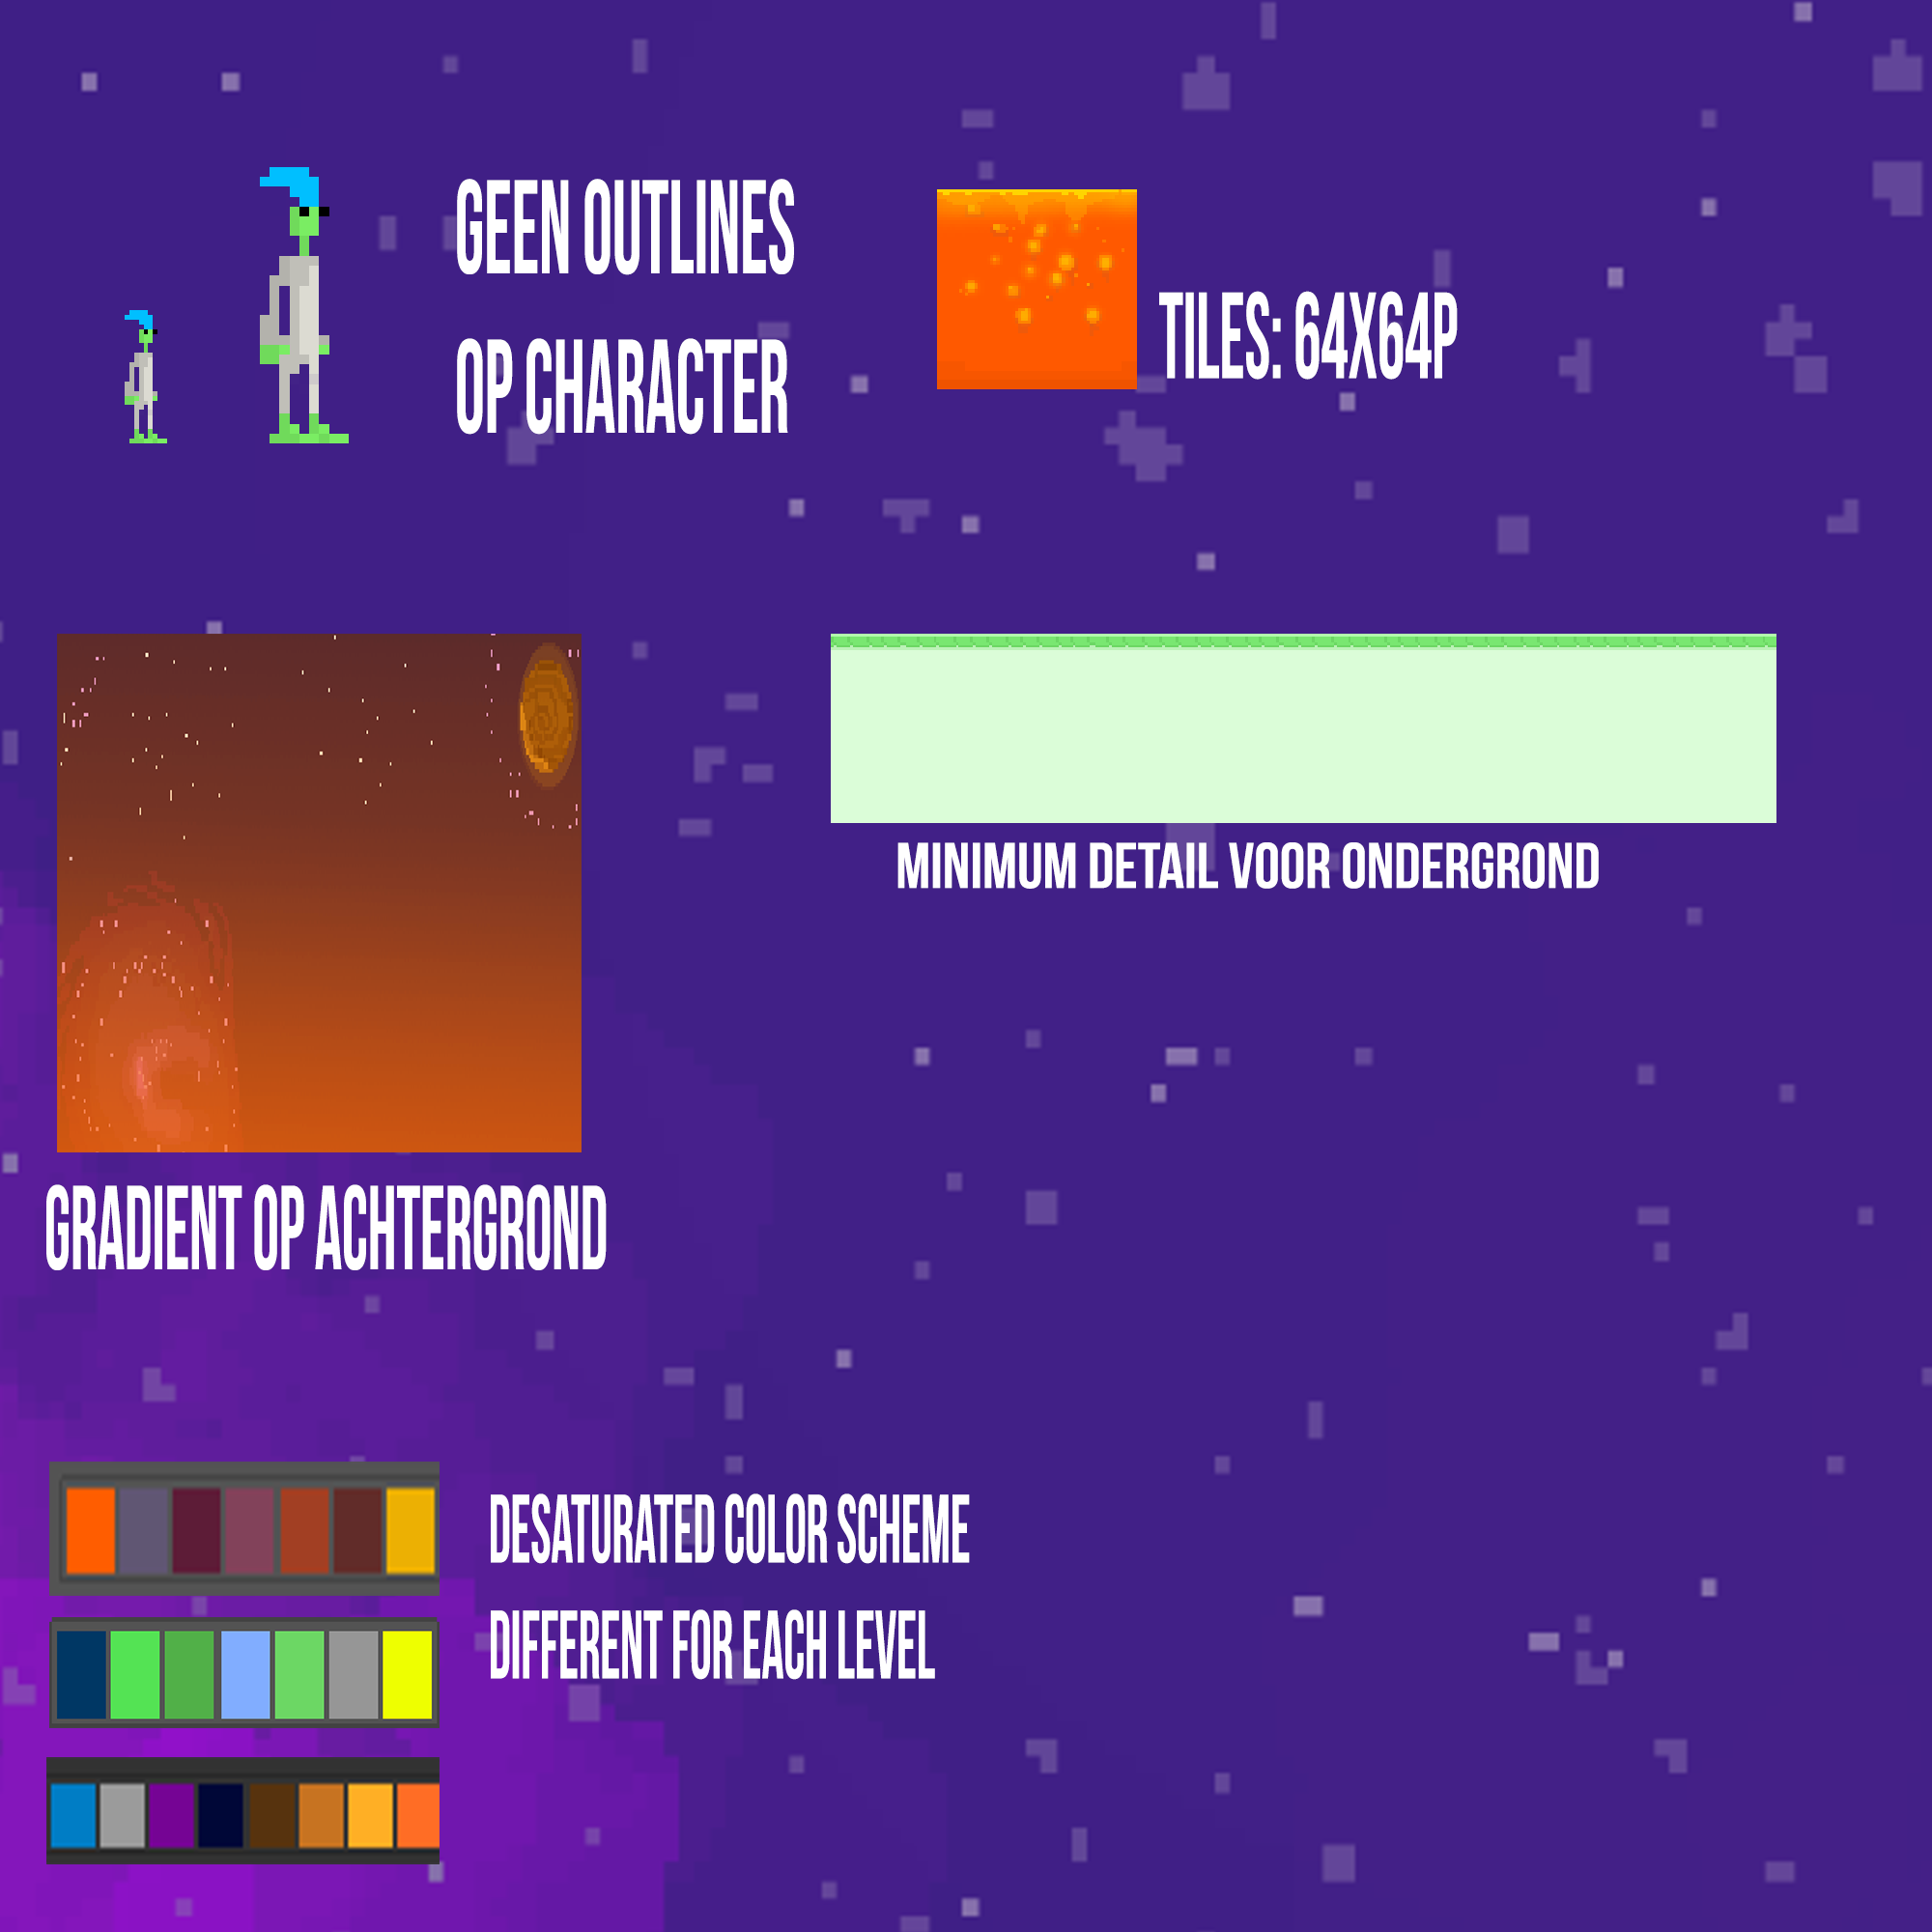 GEEN OUTLINES
OP CHARACTER
TILES: 64X64P
MINIMUM DETAIL VOOR ONDERGROND
GRADIENT OP ACHTERGROND
DESATURATED COLOR SCHEME
DIFFERENT FOR EACH LEVEL